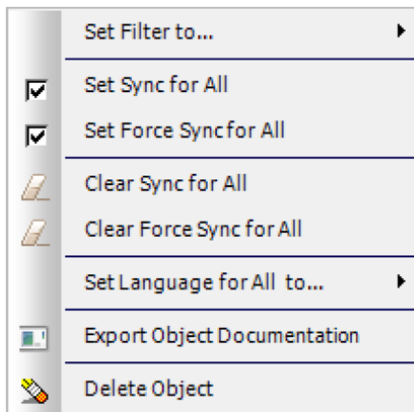 Set Filter to...
Set Sync for All
Set Force Sync for All
Clear Sync for All
Clear Force Sync for All
Set Language for All to...
Export Object Documentation
Delete Object